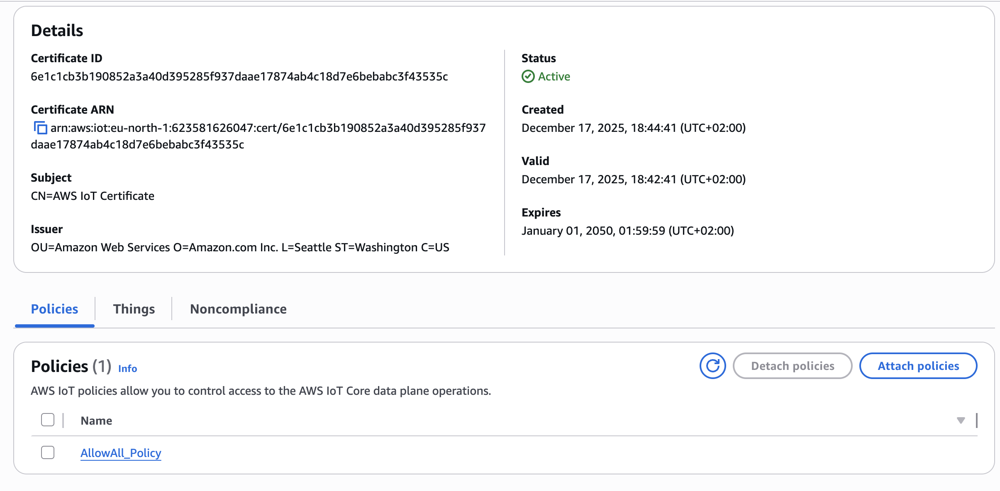 Details
Certificate ID
6e1c1cb3b190852a3a40d395285f937daae17874ab4c18d7e6bebabc3f43535c
Certificate ARN
arn:aws:iot:eu-north-1:623581626047:cert/6e1c1cb3b190852a3a40d395285f937
daae17874ab4c18d7e6bebabc3f43535c
Subject
CN=AWS IoT Certificate
Issuer
OU=Amazon Web Services O=Amazon.com Inc. L=Seattle ST=Washington C=US
Status
Active
Created
December 17, 2025, 18:44:41 (UTC+02:00)
Valid
December 17, 2025, 18:42:41 (UTC+02:00)
Expires
January 01, 2050, 01:59:59 (UTC+02:00)
Policies
Things
Noncompliance
Policies (1) Info
Detach policies
Attach policies
AWS IoT policies allow you to control access to the AWS IoT Core data plane operations.
Name
AllowAll_Policy